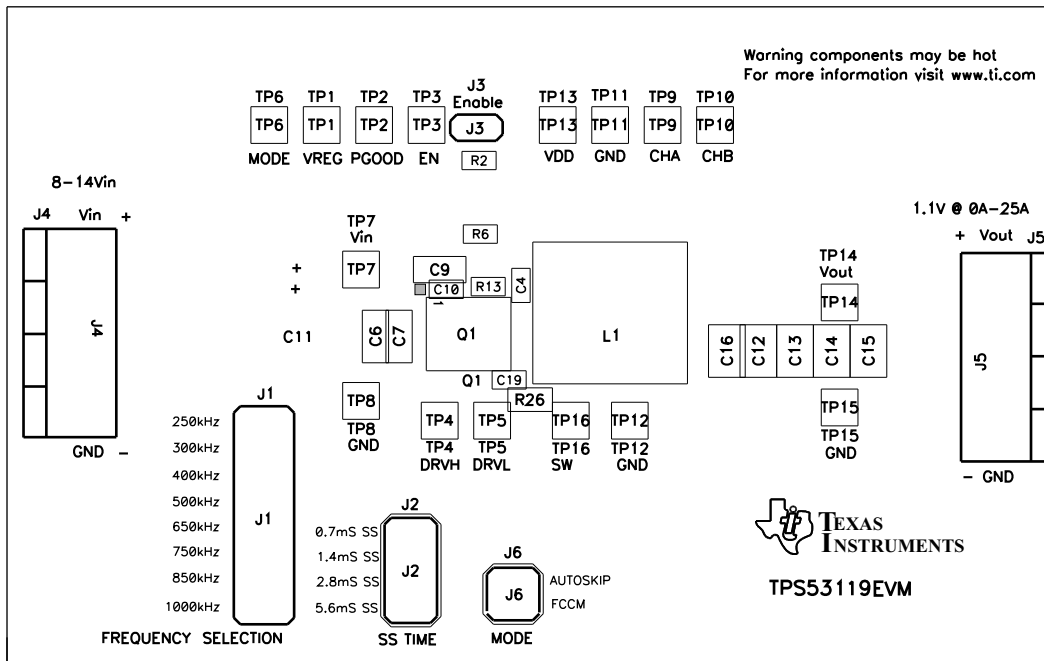 Warning components may be hot
For more information visit www.ti.com
J3
TP6 TP1 TP2 TP3 Enable TP13 TP11 TP9 TP10
TP6 TP1 TP2 TP3 J3 TP13 TP11 TP9 TP10
MODE VREG PGOOD EN R2 VDD GND CHA CHB
8-14Vin
J4 Vin +
J4
GND -
1.1V @ 0A-25A
+ Vout J5
J5
- GND
TP7
Vin
TP7
+
+
C11
C6 C7
TP8
TP8
GND
R6
C9
C10 R13 C4
1
Q1
Q1 C19
R26
L1
TP4 TP5 TP16 TP12
TP4 TP5 TP16 TP12
DRVH DRVL SW GND
TP14
Vout
TP14
C16 C12 C13 C14 C15
TP15
TP15
GND
J1
J1
250kHz
300kHz
400kHz
500kHz
650kHz
750kHz
850kHz
1000kHz
FREQUENCY SELECTION
J2
J2
0.7mS SS
1.4mS SS
2.8mS SS
5.6mS SS
SS TIME
J6
J6
AUTOSKIP
FCCM
MODE
TEXAS
INSTRUMENTS
TPS53119EVM